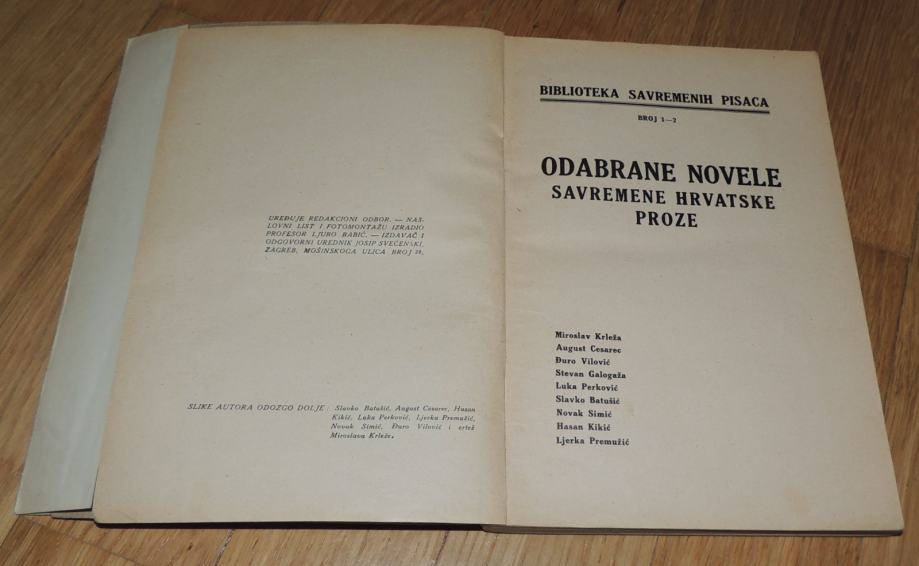 UREĐUJE REDAKCIONI ODBOR. — NAS-
LOVNI LIST I FOTOMONTAŽU IZRADIO
PROFESOR LJUBO BABIĆ. — IZDAVAČ I
ODGOVORNI UREDNIK JOSIP SVEČENSKI,
ZAGREB, MOŠINSKOGA ULICA BROJ 28.
SLIKE AUTORA ODOZGO DOLJE: Slavko Batušić, August Cesarec, Hasan
Kikić, Luka Perković, Ljerka Premužić,
Novak Simić, Đuro Vilović i crtež
Miroslava Krleže.
BIBLIOTEKA SAVREMENIH PISACA
BROJ 1—2
ODABRANE NOVELE
SAVREMENE HRVATSKE
PROZE
Miroslav Krleža
August Cesarec
Đuro Vilović
Stevan Galogaža
Luka Perković
Slavko Batušić
Novak Simić
Hasan Kikić
Ljerka Premužić